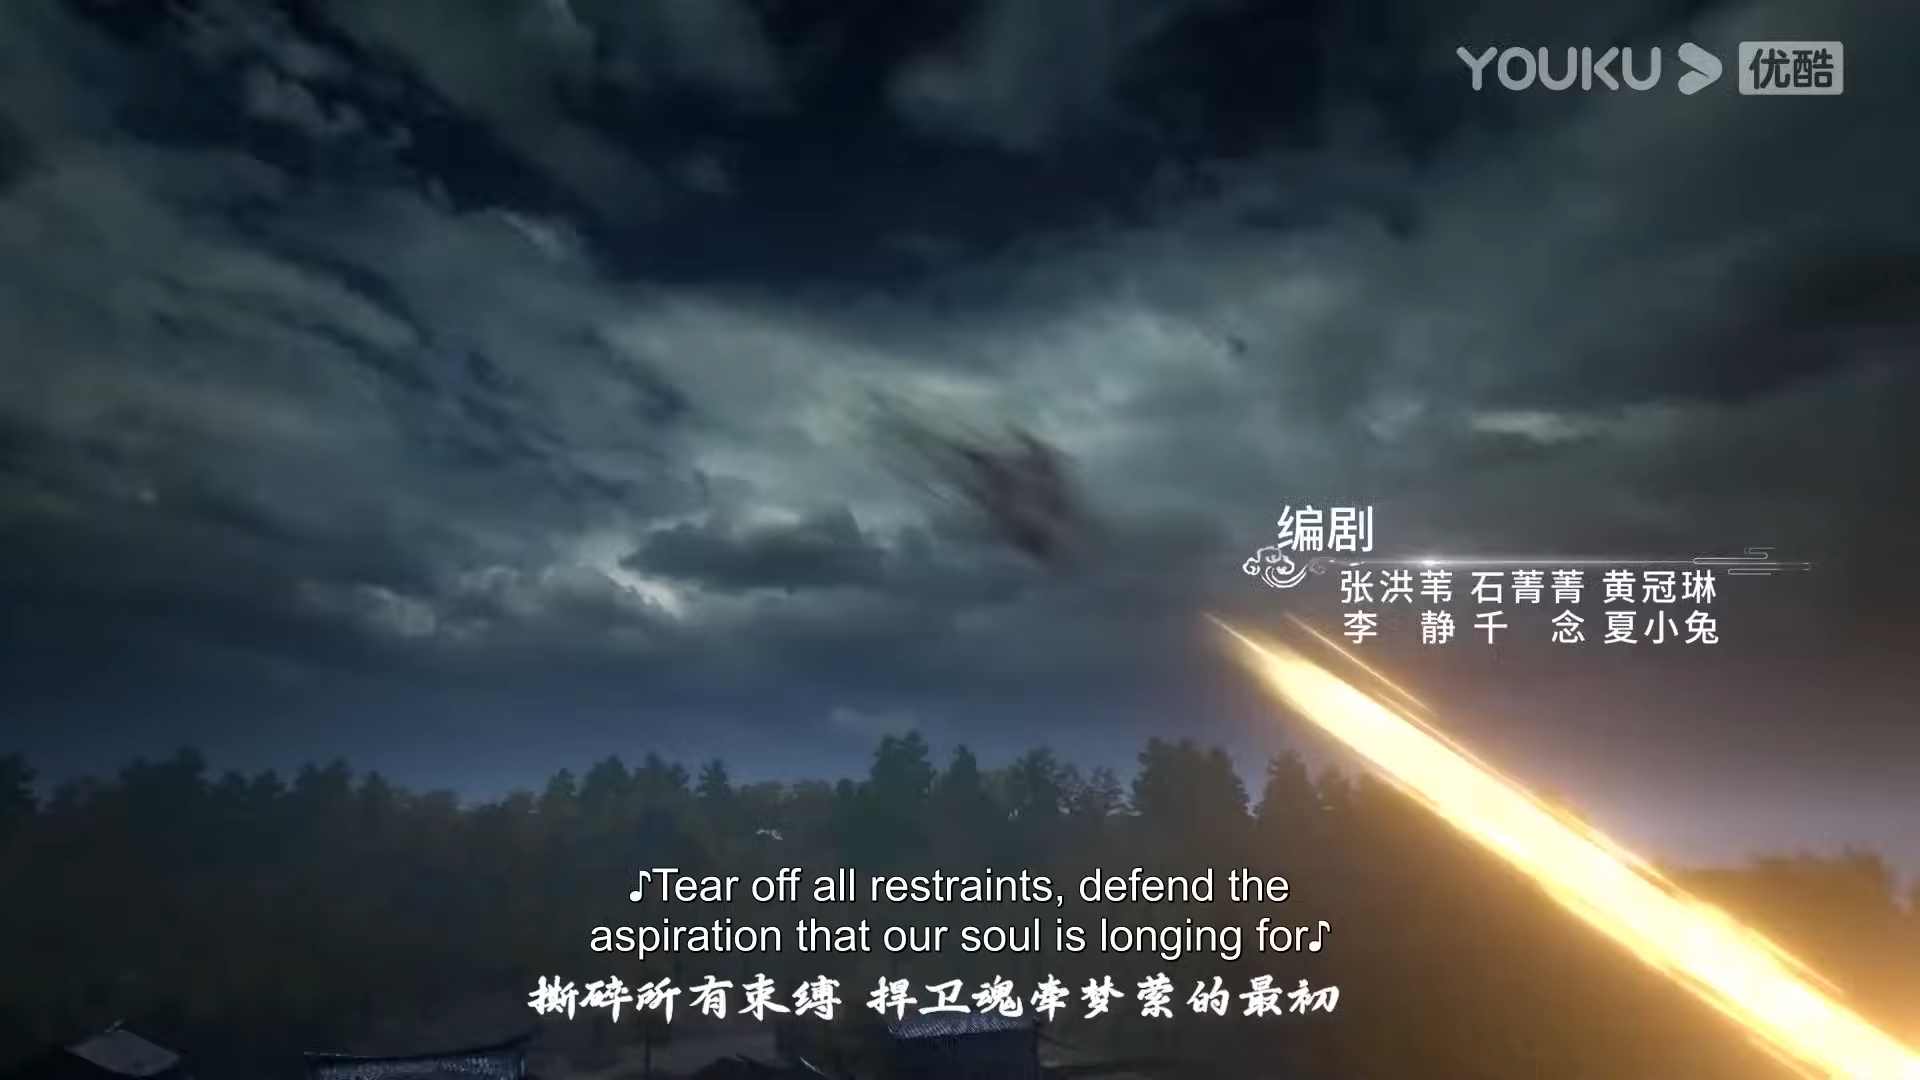 YOUKU 优酷
编剧
张洪苇 石菁菁 黄冠琳
李 静 千 念 夏小兔
♪Tear off all restraints, defend the
aspiration that our soul is longing for♪
撕碎所有束缚 捍卫魂牵梦萦的最初